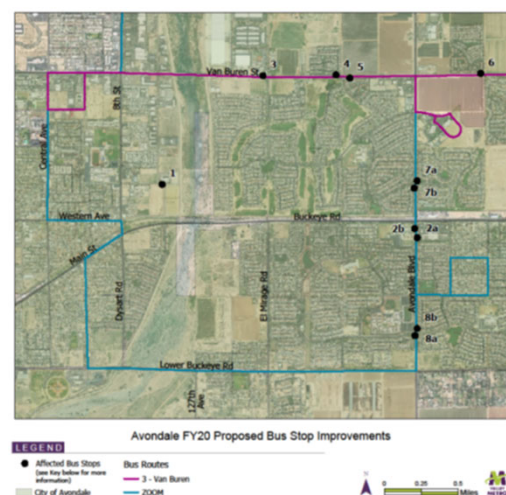 3
4
5
6
Van Buren St
9th St
Central Ave
1
7a
7b
Western Ave
Buckeye Rd
2b
2a
Main St
Dysart Rd
El Mirage Rd
Avondale Blvd
8b
8a
Lower Buckeye Rd
127th
Ave
Avondale FY20 Proposed Bus Stop Improvements
LEGEND
Affected Bus Stops
(see Key below for more
information)
City of Avondale
Bus Routes
3 - Van Buren
ZOOM
N
0 0.25 0.5
Miles
VALLEY
METRO